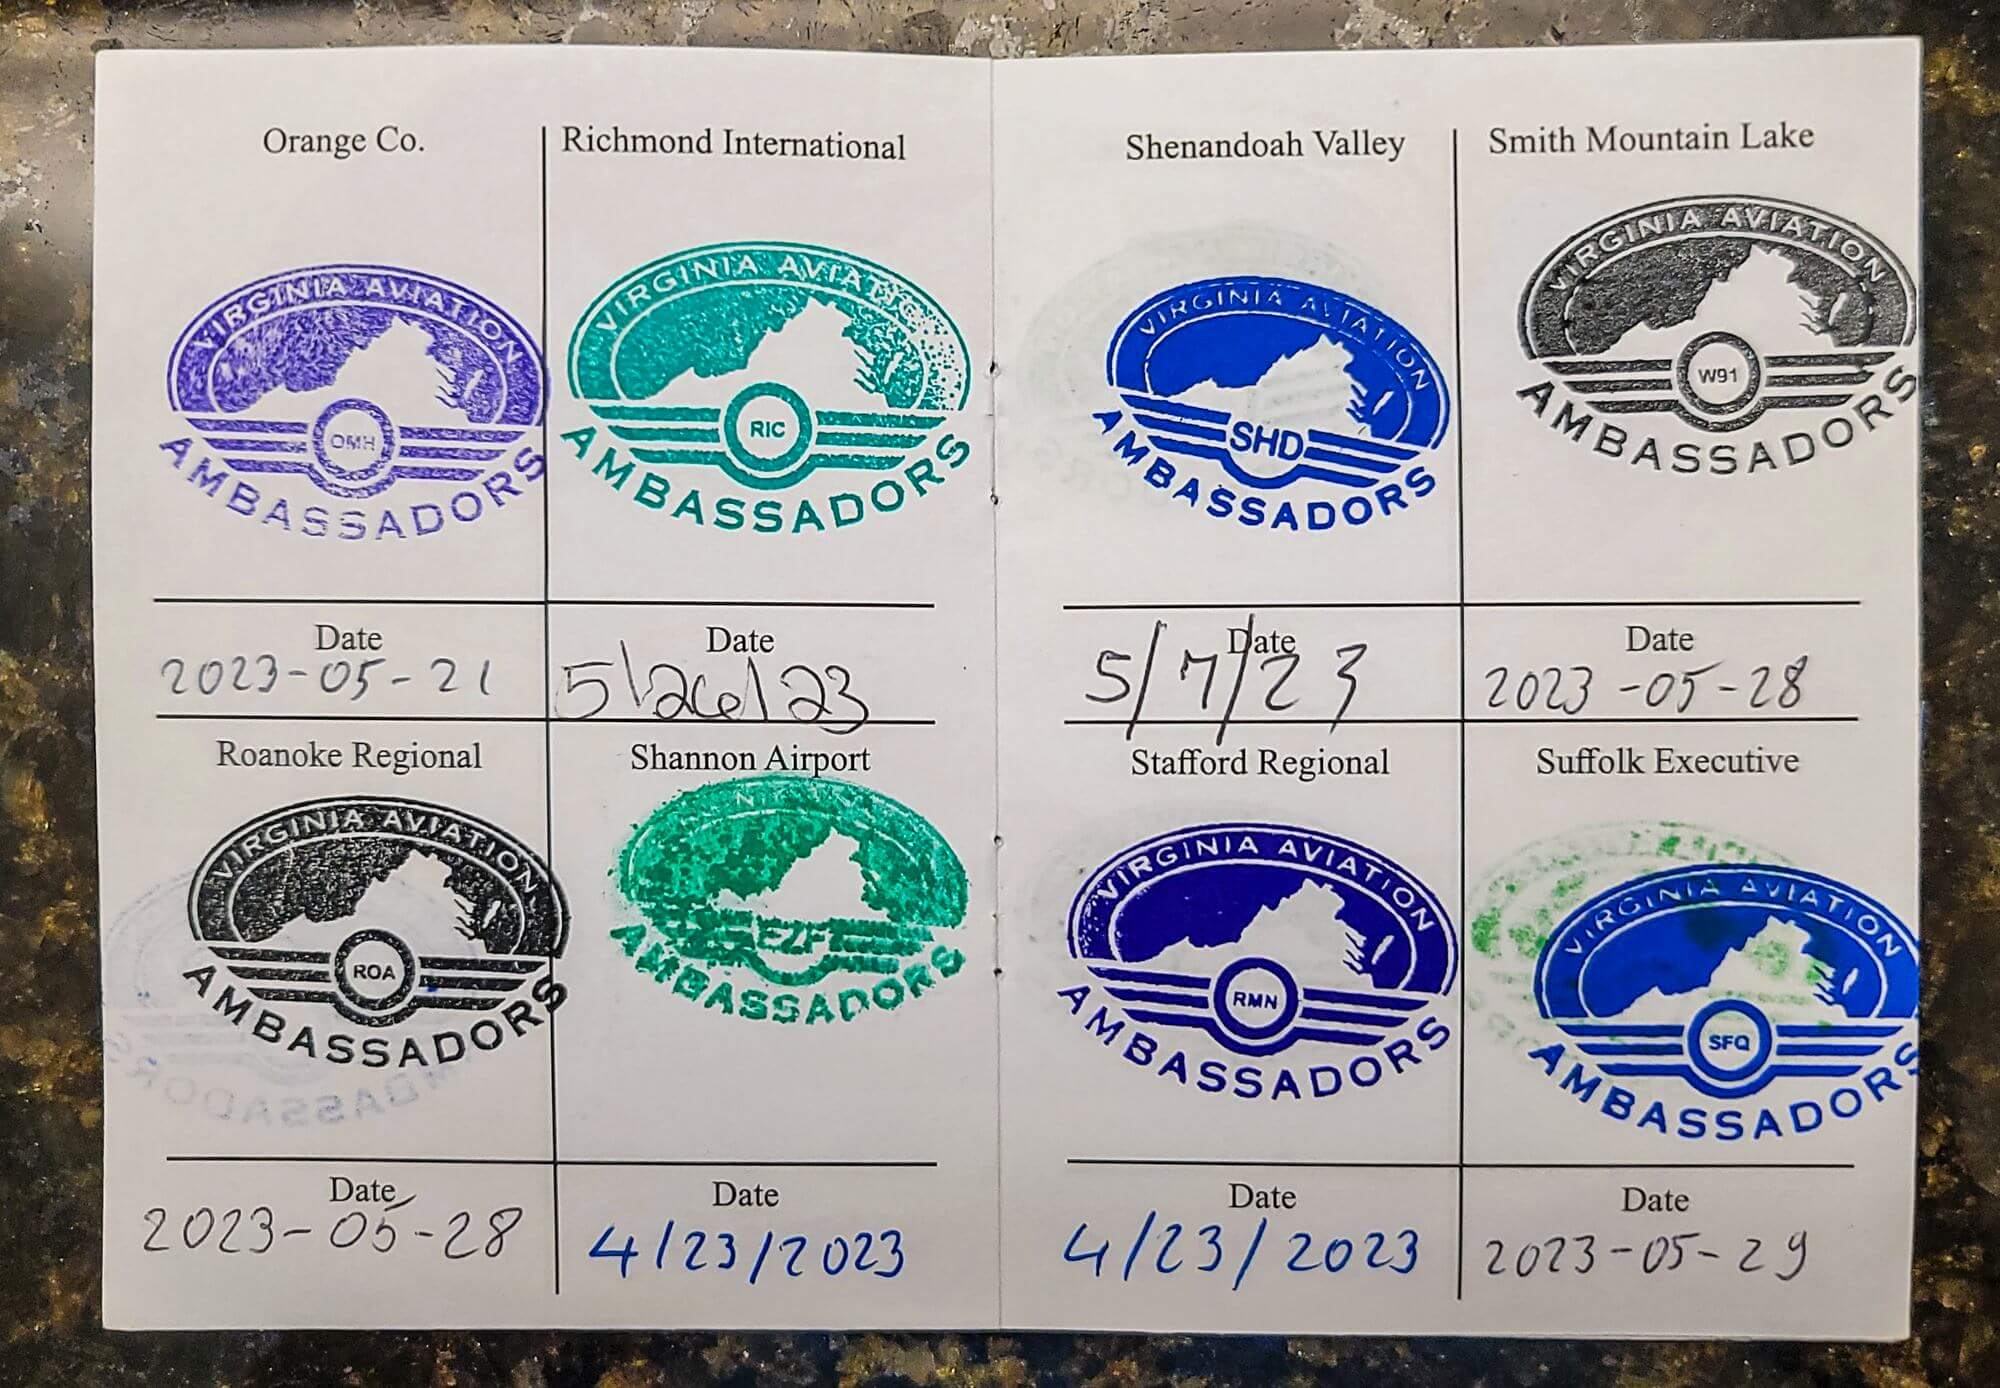 Orange Co.
VIRGINIA AVIATION
OMH
AMBASSADORS
Date
2023-05-21
Richmond International
VIRGINIA AVIATION
RIC
AMBASSADORS
Date
5\26/23
Roanoke Regional
VIRGINIA AVIATION
ROA
AMBASSADORS
Date
2023-05-28
Shannon Airport
EZF
AMBASSADORS
Date
4/23/2023
Shenandoah Valley
VIRGINIA AVIATION
SHD
AMBASSADORS
Date
5/7/23
Smith Mountain Lake
VIRGINIA AVIATION
W91
AMBASSADORS
Date
2023-05-28
Stafford Regional
VIRGINIA AVIATION
RMN
AMBASSADORS
Date
4/23/2023
Suffolk Executive
VIRGINIA AVIATION
SFQ
AMBASSADORS
Date
2023-05-29